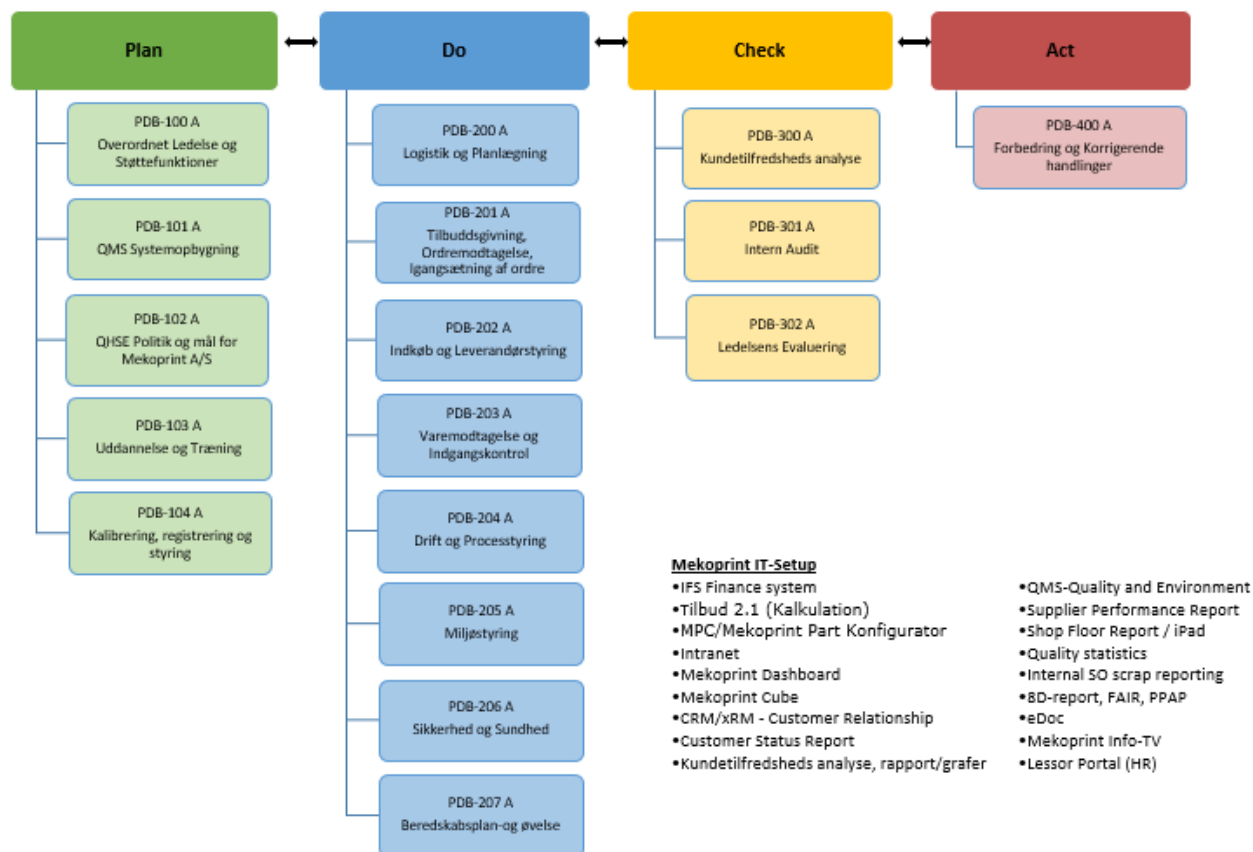 Plan
Do
Check
Act
PDB-100 A
Overordnet Ledelse og
Støttefunktioner
PDB-101 A
QMS Systemopbygning
PDB-102 A
QHSE Politik og mål for
Mekoprint A/S
PDB-103 A
Uddannelse og Træning
PDB-104 A
Kalibrering, registrering og
styring
PDB-200 A
Logistik og Planlægning
PDB-201 A
Tilbuddsgivning,
Ordremodtagelse,
Igangsætning af ordre
PDB-202 A
Indkøb og Leverandørstyring
PDB-203 A
Varemodtagelse og
Indgangskontrol
PDB-204 A
Drift og Processtyring
PDB-205 A
Miljøstyring
PDB-206 A
Sikkerhed og Sundhed
PDB-207 A
Beredskabsplan-og øvelse
PDB-300 A
Kundetilfredsheds analyse
PDB-301 A
Intern Audit
PDB-302 A
Ledelsens Evaluering
PDB-400 A
Forbedring og Korrigerende
handlinger
Mekoprint IT-Setup
•IFS Finance system
•Tilbud 2.1 (Kalkulation)
•MPC/Mekoprint Part Konfigurator
•Intranet
•Mekoprint Dashboard
•Mekoprint Cube
•CRM/xRM - Customer Relationship
•Customer Status Report
•Kundetilfredsheds analyse, rapport/grafer
•QMS-Quality and Environment
•Supplier Performance Report
•Shop Floor Report / iPad
•Quality statistics
•Internal SO scrap reporting
•8D-report, FAIR, PPAP
•eDoc
•Mekoprint Info-TV
•Lessor Portal (HR)